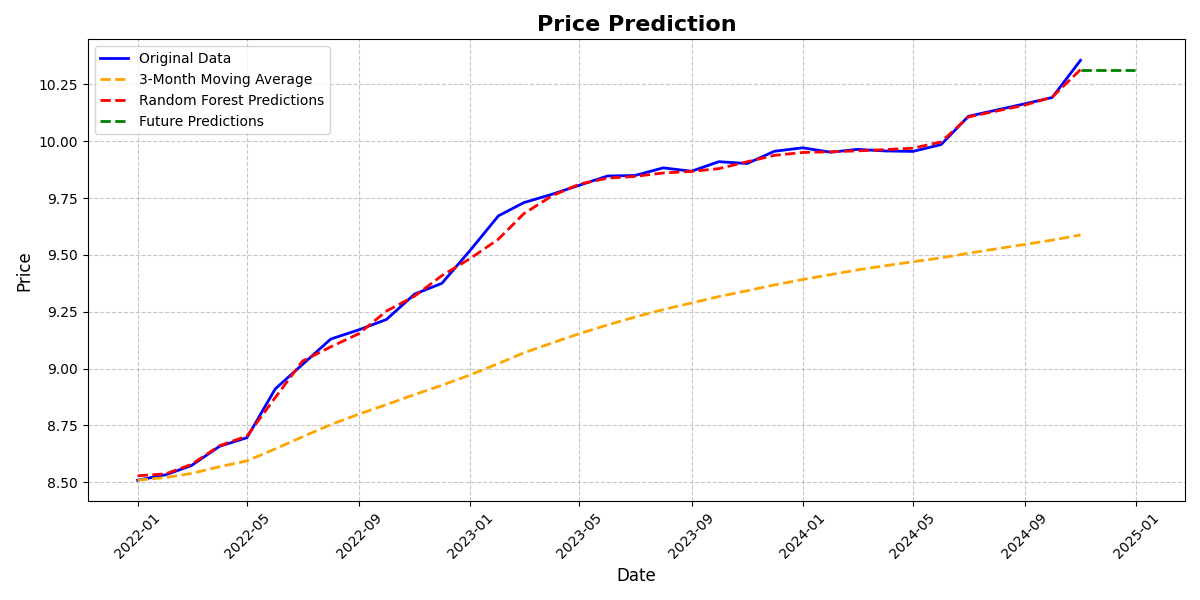 Price Prediction
Original Data
3-Month Moving Average
Random Forest Predictions
Future Predictions
Price
10.25
10.00
9.75
9.50
9.25
9.00
8.75
8.50
2022-01
2022-05
2022-09
2023-01
2023-05
2023-09
2024-01
2024-05
2024-09
2025-01
Date